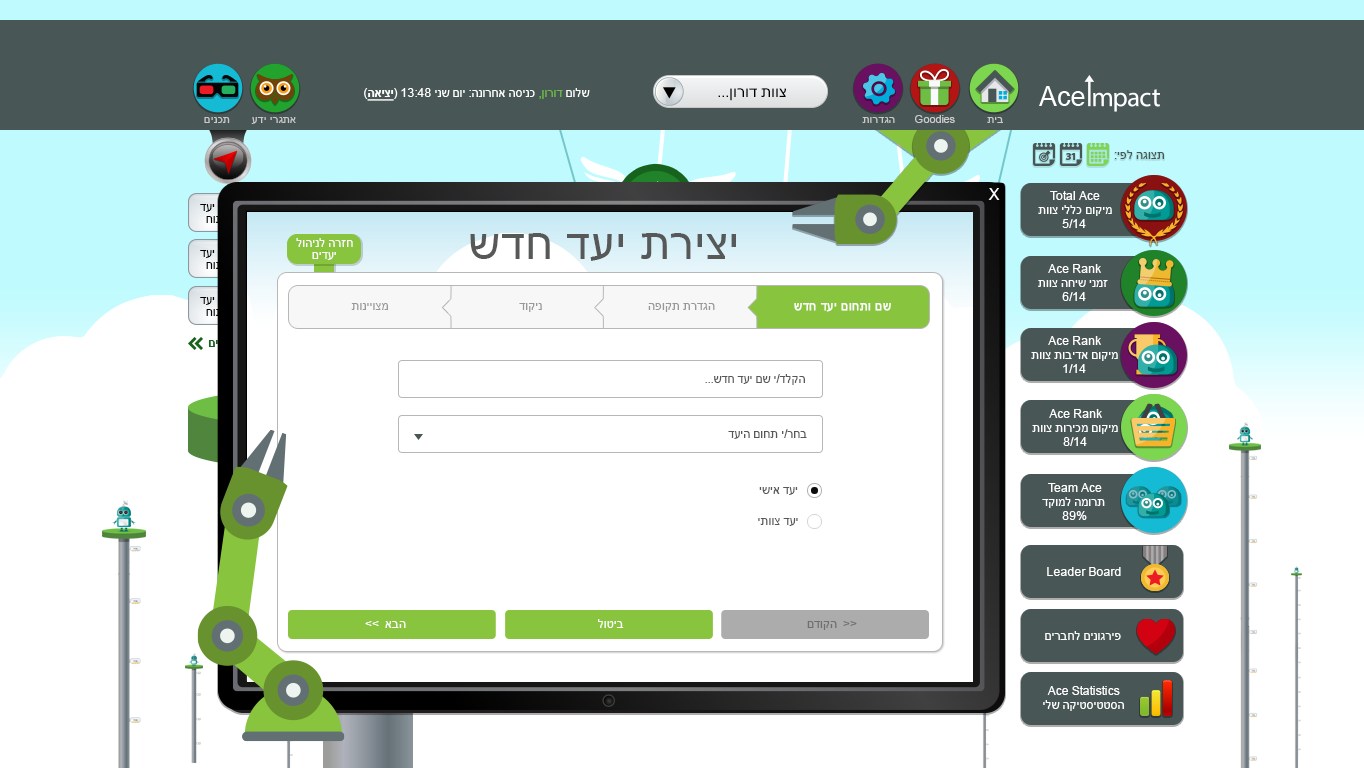 AceImpact
בית
Goodies
הגדרות
צוות דורון...
שלום דורון, כניסה אחרונה: יום שני 13:48 (יציאה)
אתגרי ידע
תכנים
תצוגה לפי:
31
Total Ace
מיקום כללי צוות
5/14
Ace Rank
זמני שיחה צוות
6/14
Ace Rank
מיקום אדיבות צוות
1/14
Ace Rank
מיקום מכירות צוות
8/14
Team Ace
תרומה למוקד
89%
Leader Board
פירגונים לחברים
Ace Statistics
הסטטיסטיקה שלי
X
יצירת יעד חדש
חזרה לניהול
יעדים
שם ותחום יעד חדש
הגדרת תקופה
ניקוד
מצויינות
הקלד/י שם יעד חדש...
בחר/י תחום היעד
יעד אישי
יעד צוותי
<< הקודם
ביטול
הבא >>
יעד
יעד
יעד